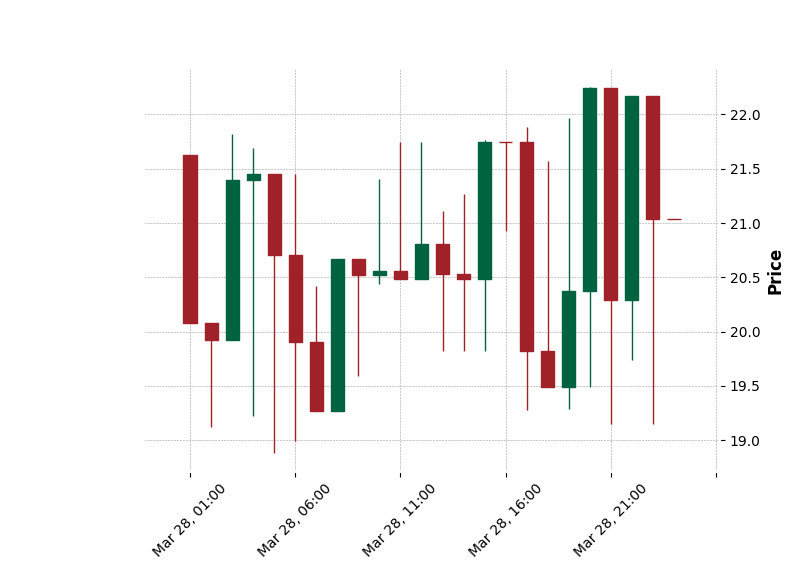 22.0
21.5
21.0
20.5
20.0
19.5
19.0
Price
Mar 28, 01:00
Mar 28, 06:00
Mar 28, 11:00
Mar 28, 16:00
Mar 28, 21:00